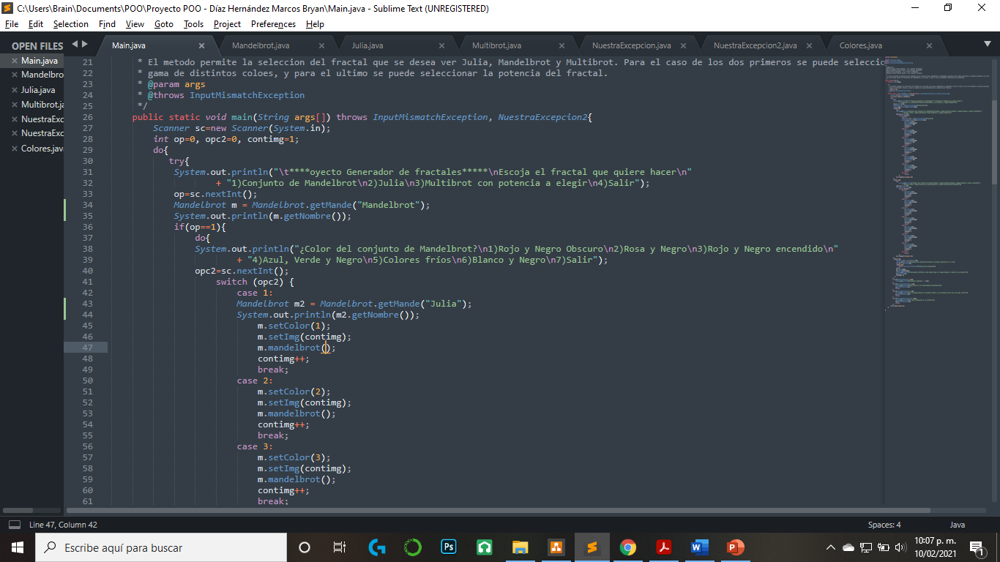 C:\Users\Brain\Documents\POO\Proyecto POO - Díaz Hernández Marcos Bryan\Main.java - Sublime Text (UNREGISTERED)
File Edit Selection Find View Goto Tools Project Preferences Help
OPEN FILES
Main.java
Mandelbro
Julia.java
Multibrot.ja
NuestraExc
NuestraExc
Colores.java
Main.java Mandelbrot.java Julia.java Multibrot.java NuestraExcepcion.java NuestraExcepcion2.java Colores.java
21 * El metodo permite la seleccion del fractal que se desea ver Julia, Mandelbrot y Multibrot. Para el caso de los dos primeros se puede seleccio
22 * gama de distintos coloes, y para el ultimo se puede seleccionar la potencia del fractal.
23 * @param args
24 * @throws InputMismatchException
25 */
26 public static void main(String args[]) throws InputMismatchException, NuestraExcepcion2{
27 Scanner sc=new Scanner(System.in);
28 int op=0, opc2=0, contimg=1;
29 do{
30 try{
31 System.out.println("\t****oyecto Generador de fractales*****\nEscoja el fractal que quiere hacer\n"
32 + "1)Conjunto de Mandelbrot\n2)Julia\n3)Multibrot con potencia a elegir\n4)Salir");
33 op=sc.nextInt();
34 Mandelbrot m = Mandelbrot.getMande("Mandelbrot");
35 System.out.println(m.getNombre());
36 if(op==1){
37 do{
38 System.out.println("¿Color del conjunto de Mandelbrot?\n1)Rojo y Negro Obscuro\n2)Rosa y Negro\n3)Rojo y Negro encendido\n"
39 + "4)Azul, Verde y Negro\n5)Colores fríos\n6)Blanco y Negro\n7)Salir");
40 opc2=sc.nextInt();
41 switch (opc2) {
42 case 1:
43 Mandelbrot m2 = Mandelbrot.getMande("Julia");
44 System.out.println(m2.getNombre());
45 m.setColor(1);
46 m.setImg(contimg);
47 m.mandelbrot();
48 contimg++;
49 break;
50 case 2:
51 m.setColor(2);
52 m.setImg(contimg);
53 m.mandelbrot();
54 contimg++;
55 break;
56 case 3:
57 m.setColor(3);
58 m.setImg(contimg);
59 m.mandelbrot();
60 contimg++;
61 break;
Line 47, Column 42 Spaces: 4 Java
Escribe aquí para buscar
Ps
10:07 p. m.
10/02/2021
1